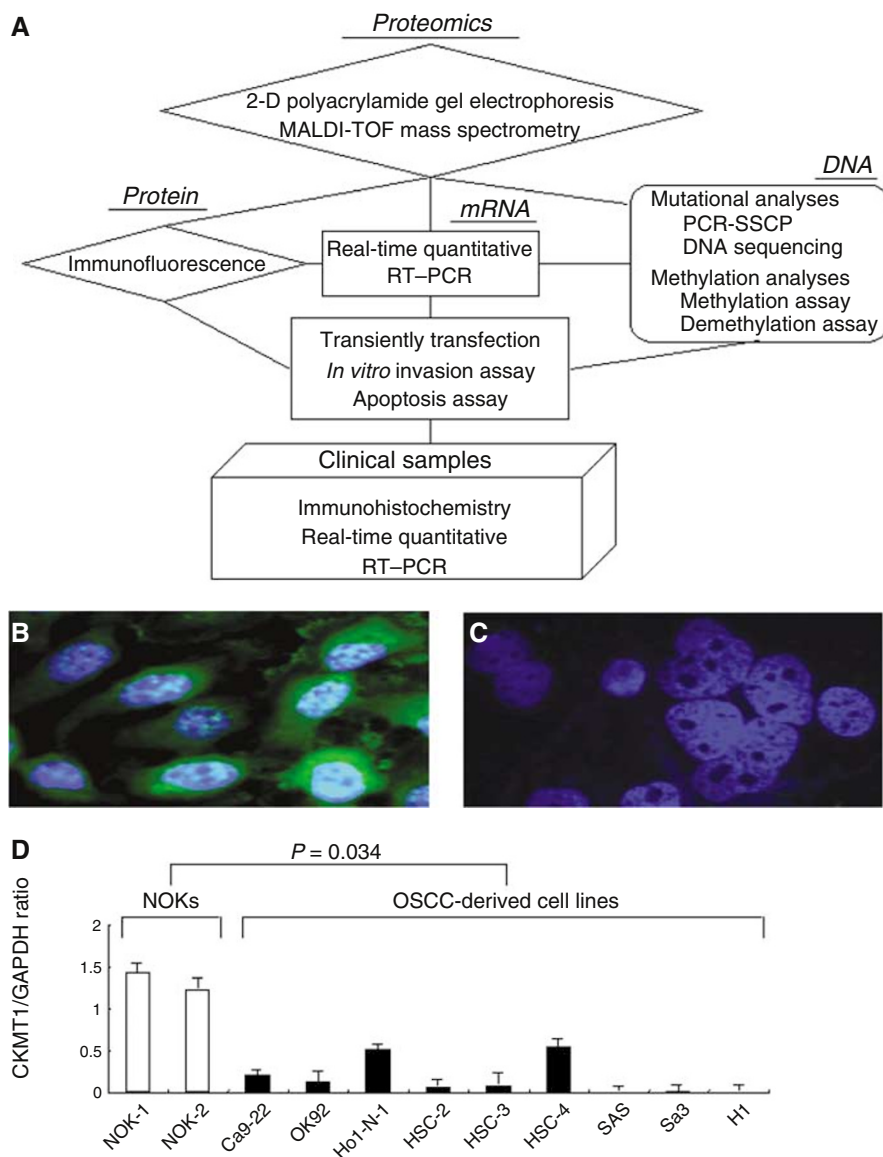 A
Proteomics
2-D polyacrylamide gel electrophoresis
MALDI-TOF mass spectrometry
Protein
Immunofluorescence
mRNA
Real-time quantitative
RT–PCR
DNA
Mutational analyses
PCR-SSCP
DNA sequencing
Methylation analyses
Methylation assay
Demethylation assay
Transiently transfection
In vitro invasion assay
Apoptosis assay
Clinical samples
Immunohistochemistry
Real-time quantitative
RT–PCR
B
C
D
P = 0.034
NOKs
OSCC-derived cell lines
CKMT1/GAPDH ratio
2
1.5
1
0.5
0
NOK-1
NOK-2
Ca9-22
OK92
Ho1-N-1
HSC-2
HSC-3
HSC-4
SAS
Sa3
H1